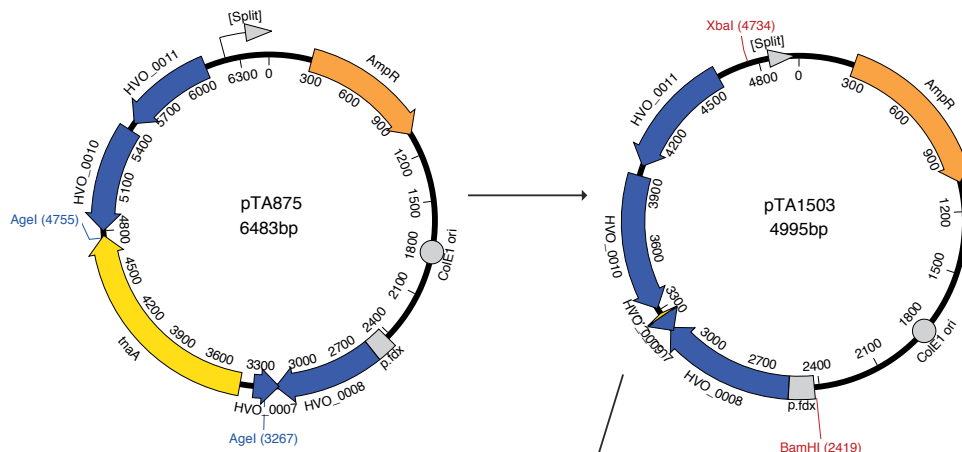 [Split]
HVO_0011
AmpR
6300
0
300
600
900
1200
1500
1800
2100
2400
2700
3000
3300
3600
3900
4200
4500
4800
5100
5400
5700
6000
HVO_0010
pTA875
6483bp
AgeI (4755)
ColE1 ori
tnaA
p.fdx
HVO_0008
HVO_0007
AgeI (3267)
XbaI (4734)
[Split]
HVO_0011
AmpR
4800
0
300
600
900
1200
1500
1800
2100
2400
2700
3000
3300
3600
3900
4200
4500
HVO_0010
pTA1503
4995bp
ColE1 ori
p.fdx
HVO_0008
BamHI (2419)